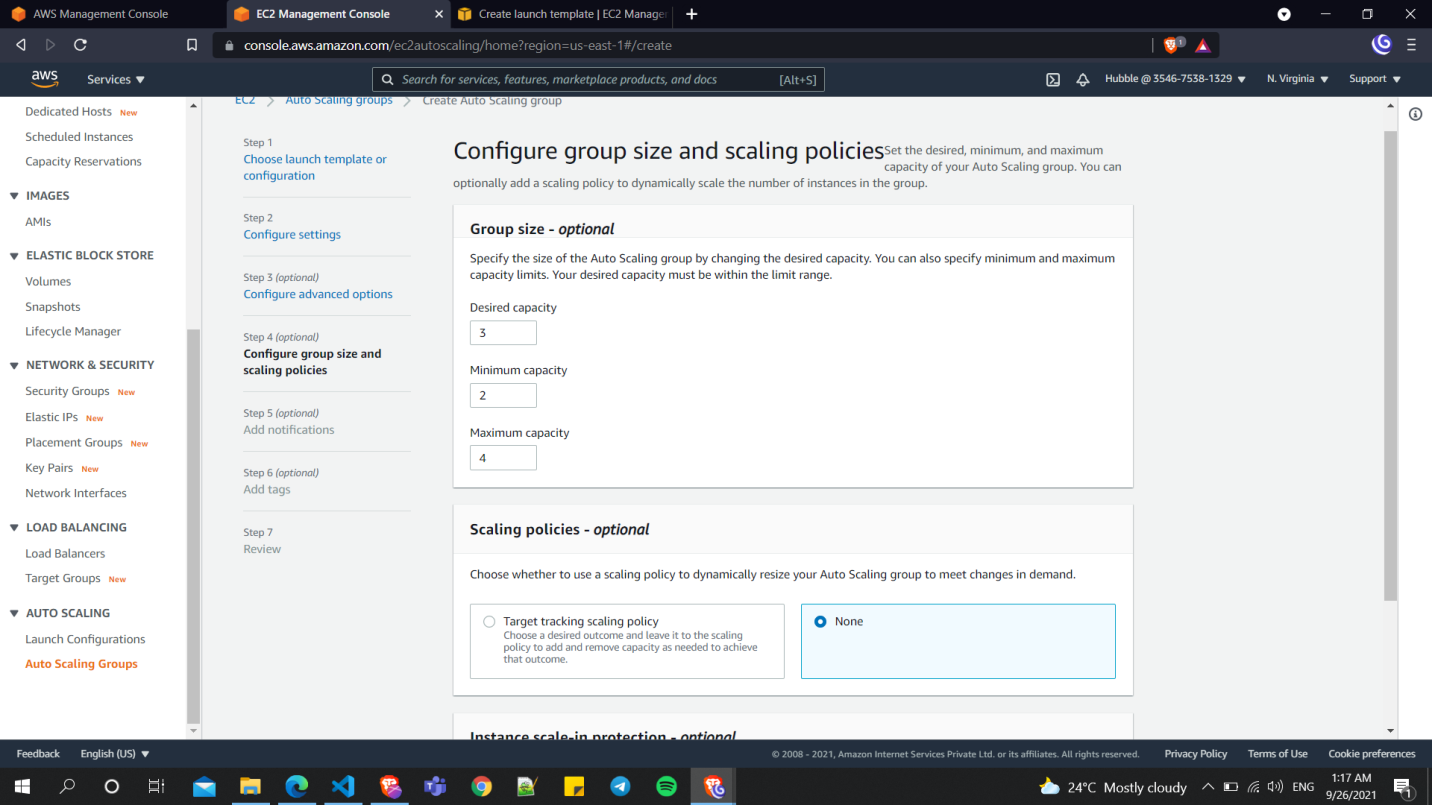 AWS Management Console
EC2 Management Console
Create launch template | EC2 Manage
console.aws.amazon.com/ec2autoscaling/home?region=us-east-1#/create
1
aws
Services
Search for services, features, marketplace products, and docs
[Alt+S]
Hubble @ 3546-7538-1329
N. Virginia
Support
Dedicated Hosts New
Scheduled Instances
Capacity Reservations
IMAGES
AMIs
ELASTIC BLOCK STORE
Volumes
Snapshots
Lifecycle Manager
NETWORK & SECURITY
Security Groups New
Elastic IPs New
Placement Groups New
Key Pairs New
Network Interfaces
LOAD BALANCING
Load Balancers
Target Groups New
AUTO SCALING
Launch Configurations
Auto Scaling Groups
EC2 > Auto Scaling groups > Create Auto Scaling group
Step 1
Choose launch template or
configuration
Step 2
Configure settings
Step 3 (optional)
Configure advanced options
Step 4 (optional)
Configure group size and
scaling policies
Step 5 (optional)
Add notifications
Step 6 (optional)
Add tags
Step 7
Review
Configure group size and scaling policies Set the desired, minimum, and maximum
capacity of your Auto Scaling group. You can
optionally add a scaling policy to dynamically scale the number of instances in the group.
Group size - optional
Specify the size of the Auto Scaling group by changing the desired capacity. You can also specify minimum and maximum
capacity limits. Your desired capacity must be within the limit range.
Desired capacity
3
Minimum capacity
2
Maximum capacity
4
Scaling policies - optional
Choose whether to use a scaling policy to dynamically resize your Auto Scaling group to meet changes in demand.
Target tracking scaling policy
Choose a desired outcome and leave it to the scaling
policy to add and remove capacity as needed to achieve
that outcome.
None
Instance scale-in protection - optional
Feedback
English (US)
© 2008 - 2021, Amazon Internet Services Private Ltd. or its affiliates. All rights reserved.
Privacy Policy
Terms of Use
Cookie preferences
24°C Mostly cloudy
ENG
1:17 AM
9/26/2021
1